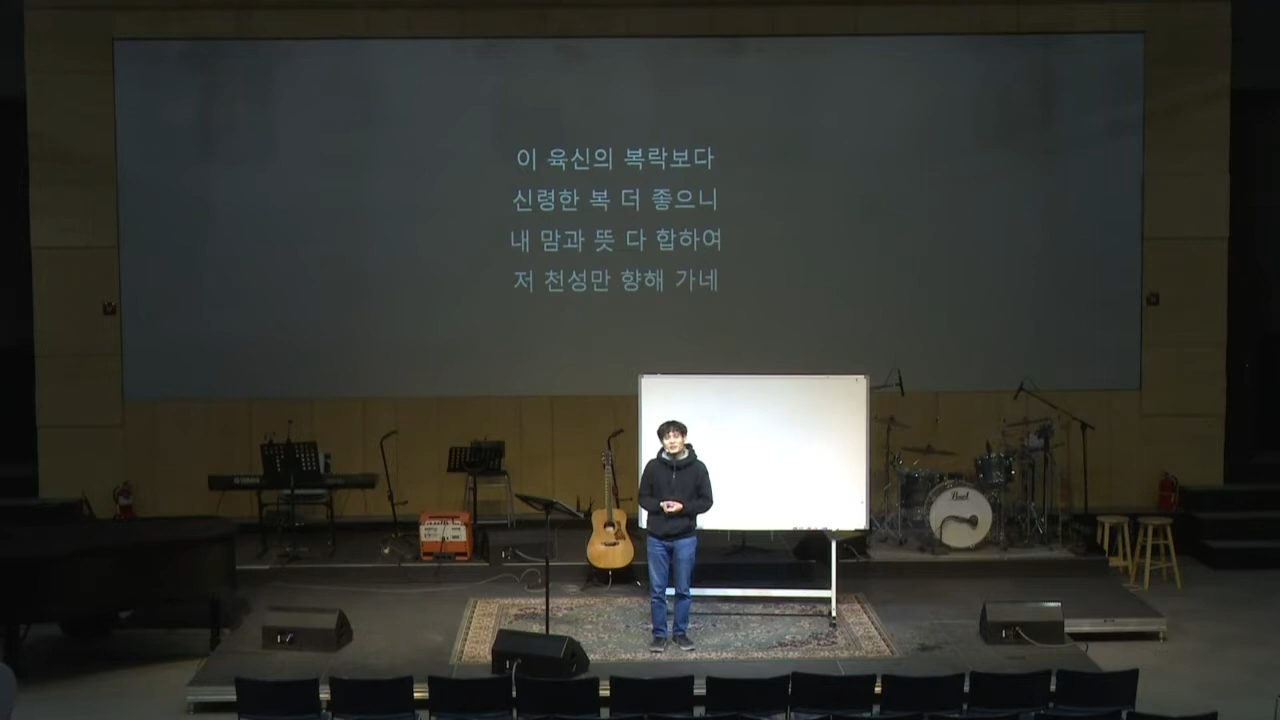 이 육신의 복락보다
신령한 복 더 좋으니
내 맘과 뜻 다 합하여
저 천성만 향해 가네
Pearl